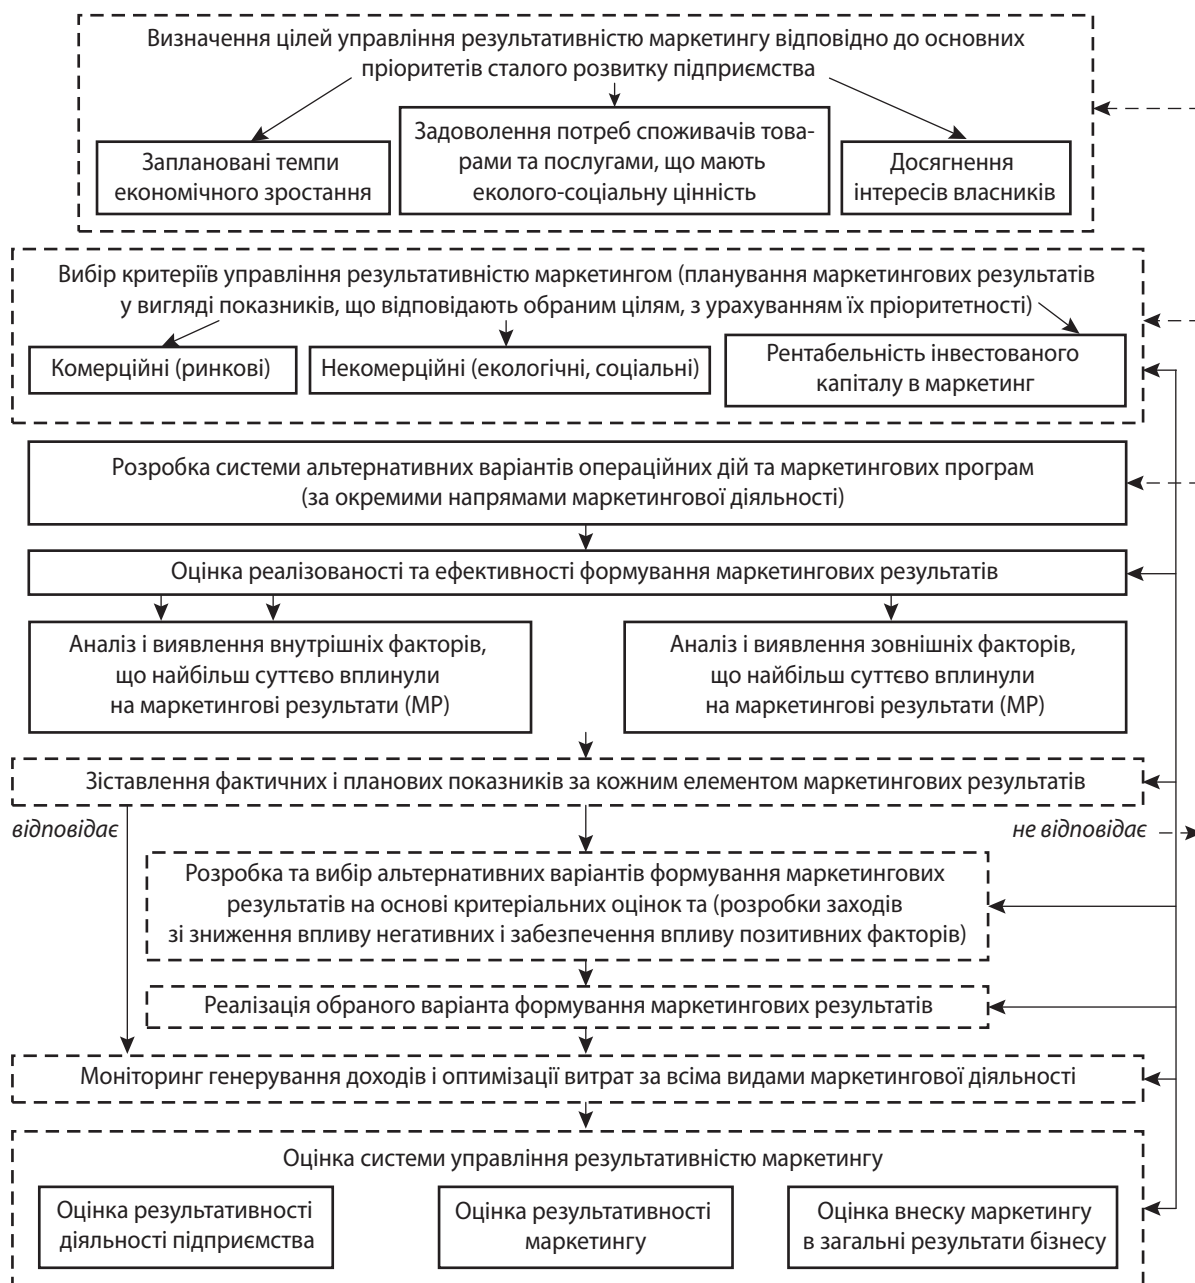 Визначення цілей управління результативністю маркетингу відповідно до основних
пріоритетів сталого розвитку підприємства
Заплановані темпи
економічного зростання
Задоволення потреб споживачів това-
рами та послугами, що мають
еколого-соціальну цінність
Досягнення
інтересів власників
Вибір критеріїв управління результативністю маркетингом (планування маркетингових результатів
у вигляді показників, що відповідають обраним цілям, з урахуванням їх пріоритетності)
Комерційні (ринкові)
Некомерційні (екологічні, соціальні)
Рентабельність інвестованого
капіталу в маркетинг
Розробка системи альтернативних варіантів операційних дій та маркетингових програм
(за окремими напрямами маркетингової діяльності)
Оцінка реалізованості та ефективності формування маркетингових результатів
Аналіз і виявлення внутрішніх факторів,
що найбільш суттєво вплинули
на маркетингові результати (МР)
Аналіз і виявлення зовнішніх факторів,
що найбільш суттєво вплинули
на маркетингові результати (МР)
Зіставлення фактичних і планових показників за кожним елементом маркетингових результатів
відповідає
не відповідає
Розробка та вибір альтернативних варіантів формування маркетингових
результатів на основі критеріальних оцінок та (розробки заходів
зі зниження впливу негативних і забезпечення впливу позитивних факторів)
Реалізація обраного варіанта формування маркетингових результатів
Моніторинг генерування доходів і оптимізації витрат за всіма видами маркетингової діяльності
Оцінка системи управління результативністю маркетингу
Оцінка результативності
діяльності підприємства
Оцінка результативності
маркетингу
Оцінка внеску маркетингу
в загальні результати бізнесу